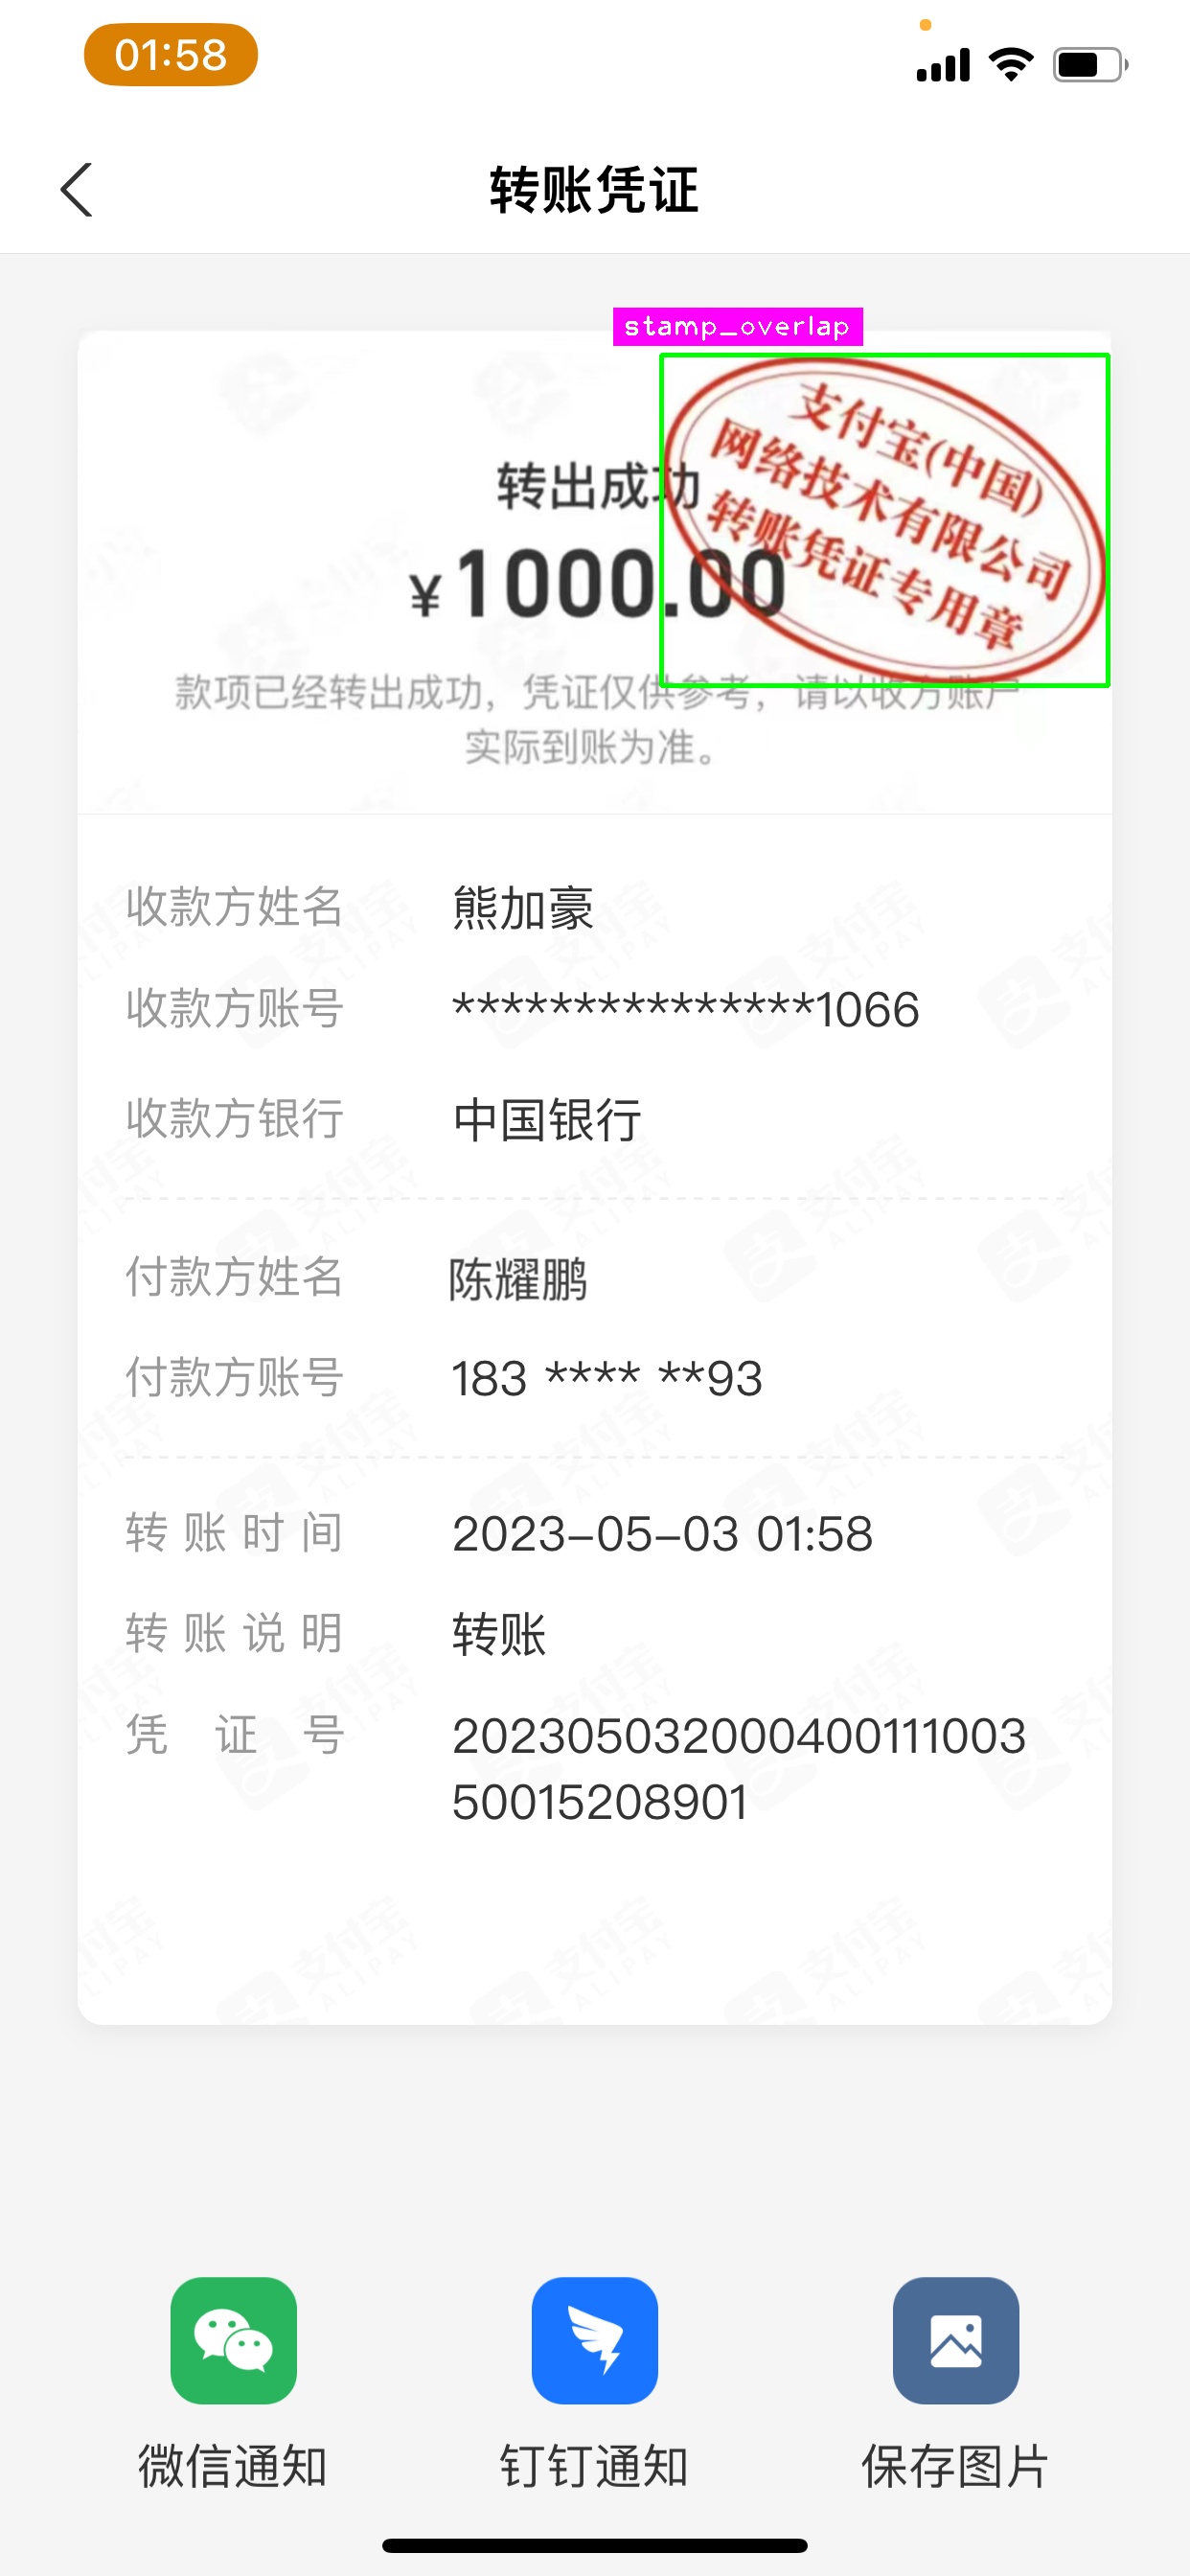 01:58
转账凭证
stamp_overlap
支付宝(中国)
网络技术有限公司
转账凭证专用章
转出成功
¥1000.00
款项已经转出成功，凭证仅供参考，请以收方账户
实际到账为准。
收款方姓名 熊加豪
收款方账号 ***************1066
收款方银行 中国银行
付款方姓名 陈耀鹏
付款方账号 183 **** **93
转账时间 2023-05-03 01:58
转账说明 转账
凭证号 20230503200040011100350015208901
微信通知 钉钉通知 保存图片